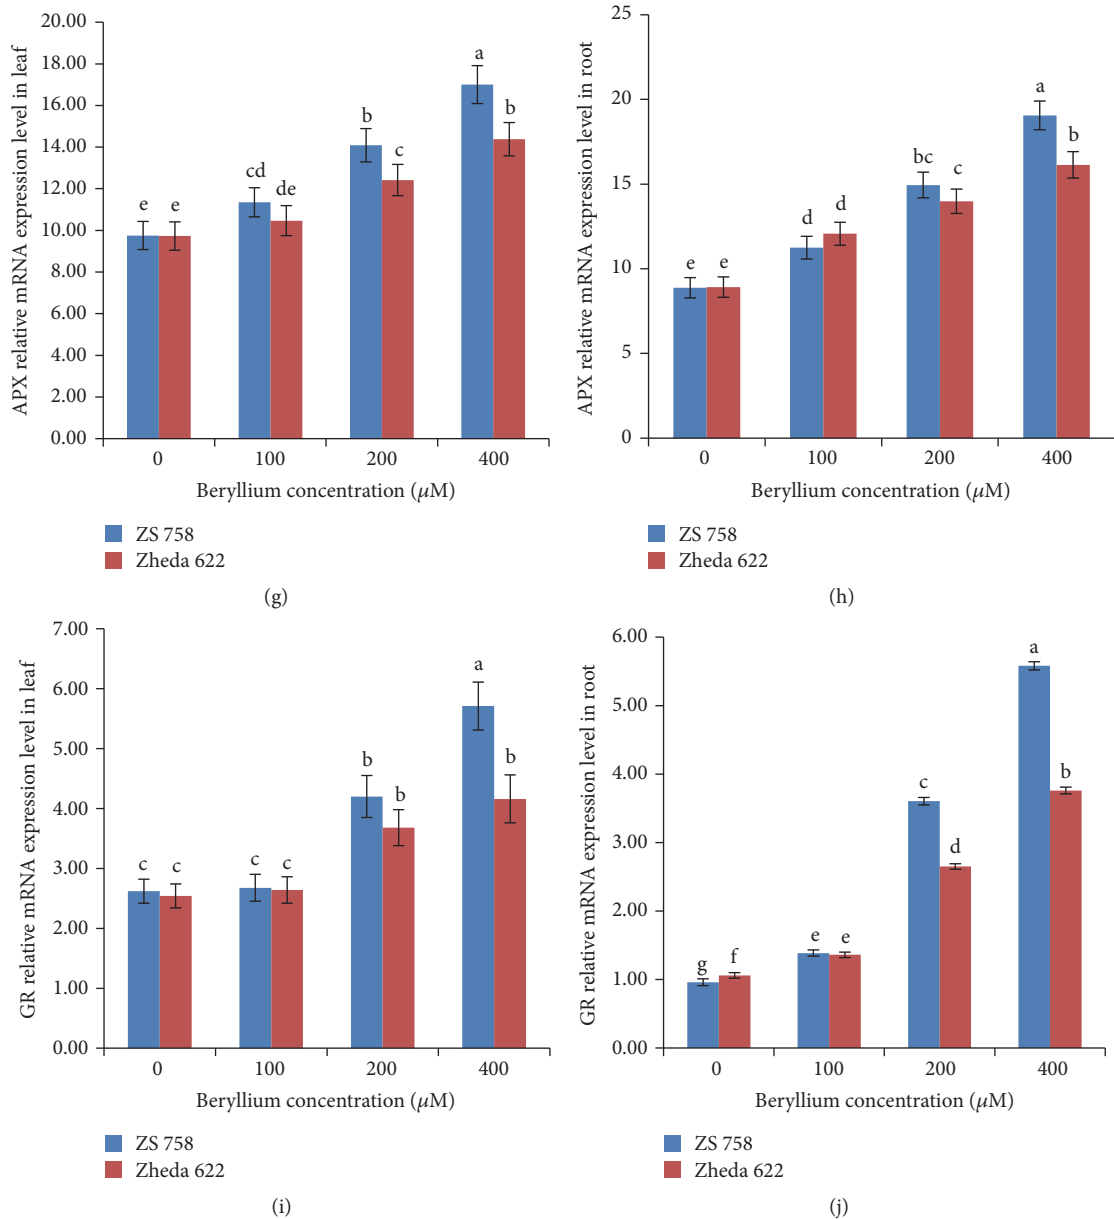 APX relative mRNA expression level in leaf
20.00
18.00
16.00
14.00
12.00
10.00
8.00
6.00
4.00
2.00
0.00
e
e
cd
de
b
c
a
b
0
100
200
400
Beryllium concentration (μM)
ZS 758
Zheda 622
(g)
APX relative mRNA expression level in root
25
20
15
10
5
0
e
e
d
d
bc
c
a
b
0
100
200
400
Beryllium concentration (μM)
ZS 758
Zheda 622
(h)
GR relative mRNA expression level in leaf
7.00
6.00
5.00
4.00
3.00
2.00
1.00
0.00
c
c
c
c
b
b
a
b
0
100
200
400
Beryllium concentration (μM)
ZS 758
Zheda 622
(i)
GR relative mRNA expression level in root
6.00
5.00
4.00
3.00
2.00
1.00
0.00
g
f
e
e
c
d
a
b
0
100
200
400
Beryllium concentration (μM)
ZS 758
Zheda 622
(j)